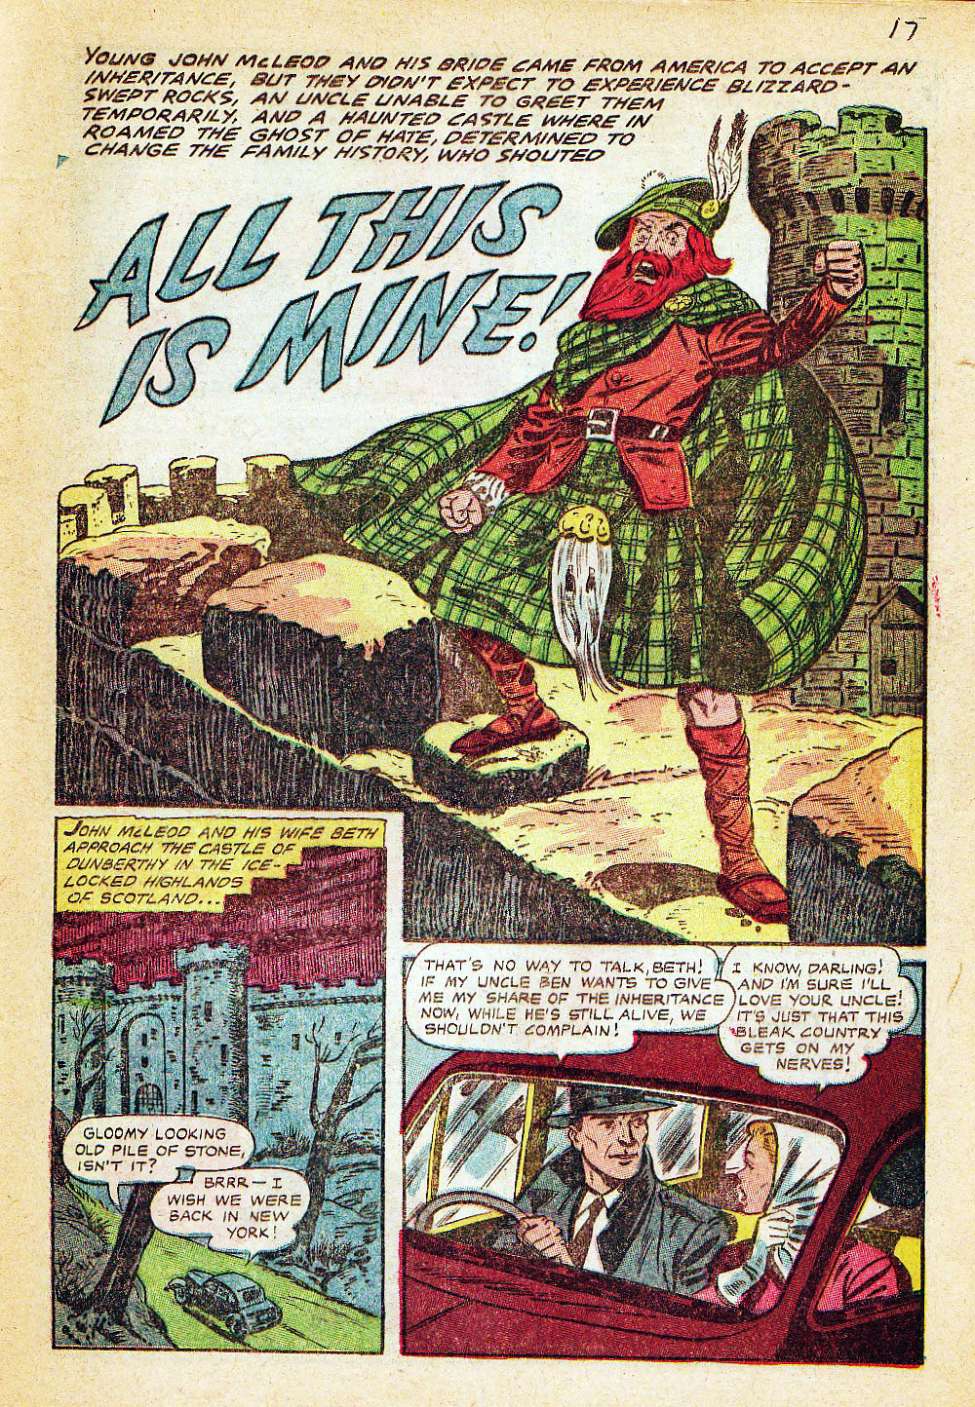 17
YOUNG JOHN McLEOD AND HIS BRIDE CAME FROM AMERICA TO ACCEPT AN
INHERITANCE, BUT THEY DIDN'T EXPECT TO EXPERIENCE BLIZZARD-
SWEPT ROCKS, AN UNCLE UNABLE TO GREET THEM
TEMPORARILY, AND A HAUNTED CASTLE WHERE IN
ROAMED THE GHOST OF HATE, DETERMINED TO
CHANGE THE FAMILY HISTORY, WHO SHOUTED
ALL THIS
IS MINE!
JOHN McLEOD AND HIS WIFE BETH
APPROACH THE CASTLE OF
DUNBERTHY IN THE ICE-
LOCKED HIGHLANDS
OF SCOTLAND...
GLOOMY LOOKING
OLD PILE OF STONE,
ISN'T IT?
BRRR- I
WISH WE WERE
BACK IN NEW
YORK!
THAT'S NO WAY TO TALK, BETH!
IF MY UNCLE BEN WANTS TO GIVE
ME MY SHARE OF THE INHERITANCE
NOW, WHILE HE'S STILL ALIVE, WE
SHOULDN'T COMPLAIN!
I KNOW, DARLING!
AND I'M SURE I'LL
LOVE YOUR UNCLE!
IT'S JUST THAT THIS
BLEAK COUNTRY
GETS ON MY
NERVES!